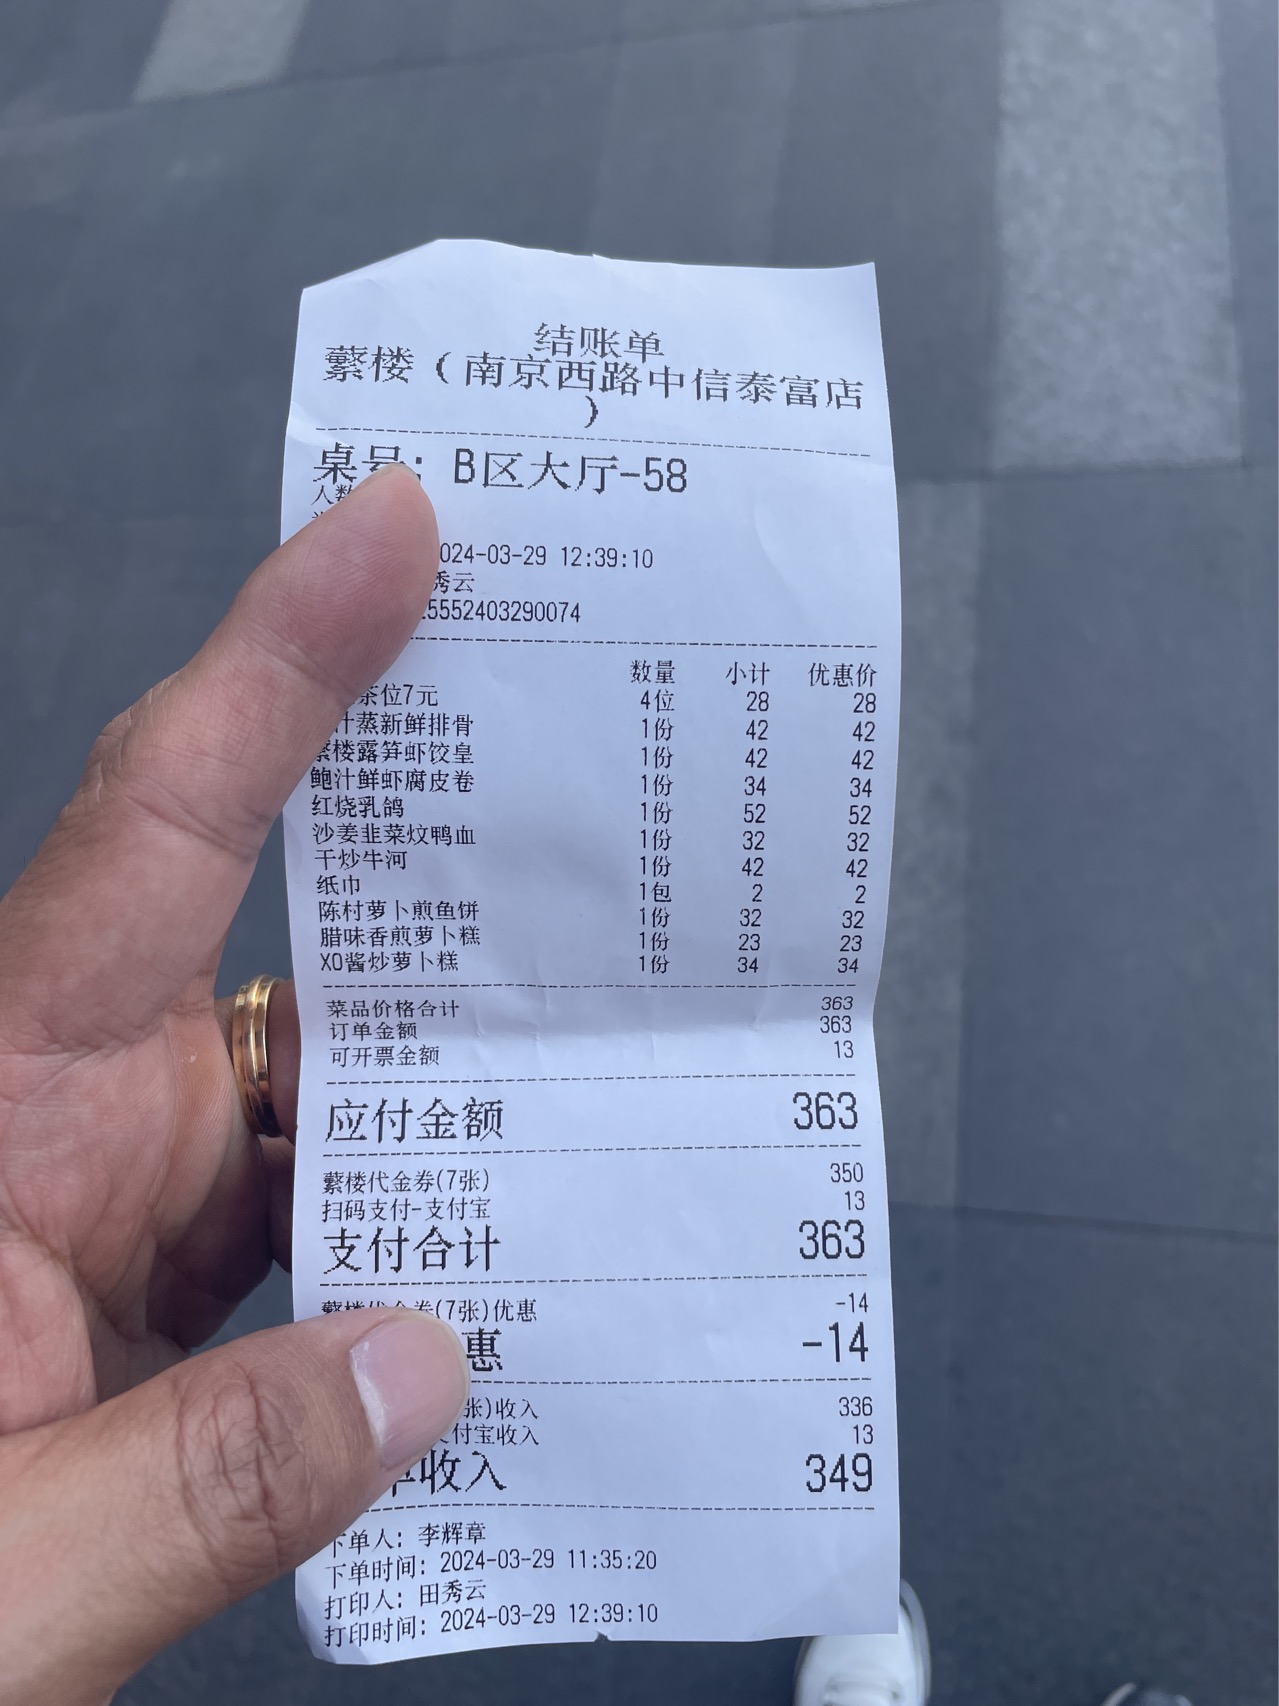 结账单
蘩楼（南京西路中信泰富店
）
桌号：B区大厅-58
人数
024-03-29 12:39:10
秀云
5552403290074
数量 小计 优惠价
茶位7元 4位 28 28
汁蒸新鲜排骨 1份 42 42
蘩楼露笋虾饺皇 1份 42 42
鲍汁鲜虾腐皮卷 1份 34 34
红烧乳鸽 1份 52 52
沙姜韭菜炆鸭血 1份 32 32
干炒牛河 1份 42 42
纸巾 1包 2 2
陈村萝卜煎鱼饼 1份 32 32
腊味香煎萝卜糕 1份 23 23
XO酱炒萝卜糕 1份 34 34
菜品价格合计 363
订单金额 363
可开票金额 13
应付金额 363
蘩楼代金券(7张) 350
扫码支付-支付宝 13
支付合计 363
蘩楼代金券(7张)优惠 -14
惠 -14
张)收入 336
付宝收入 13
单收入 349
下单人：李辉章
下单时间：2024-03-29 11:35:20
打印人：田秀云
打印时间：2024-03-29 12:39:10